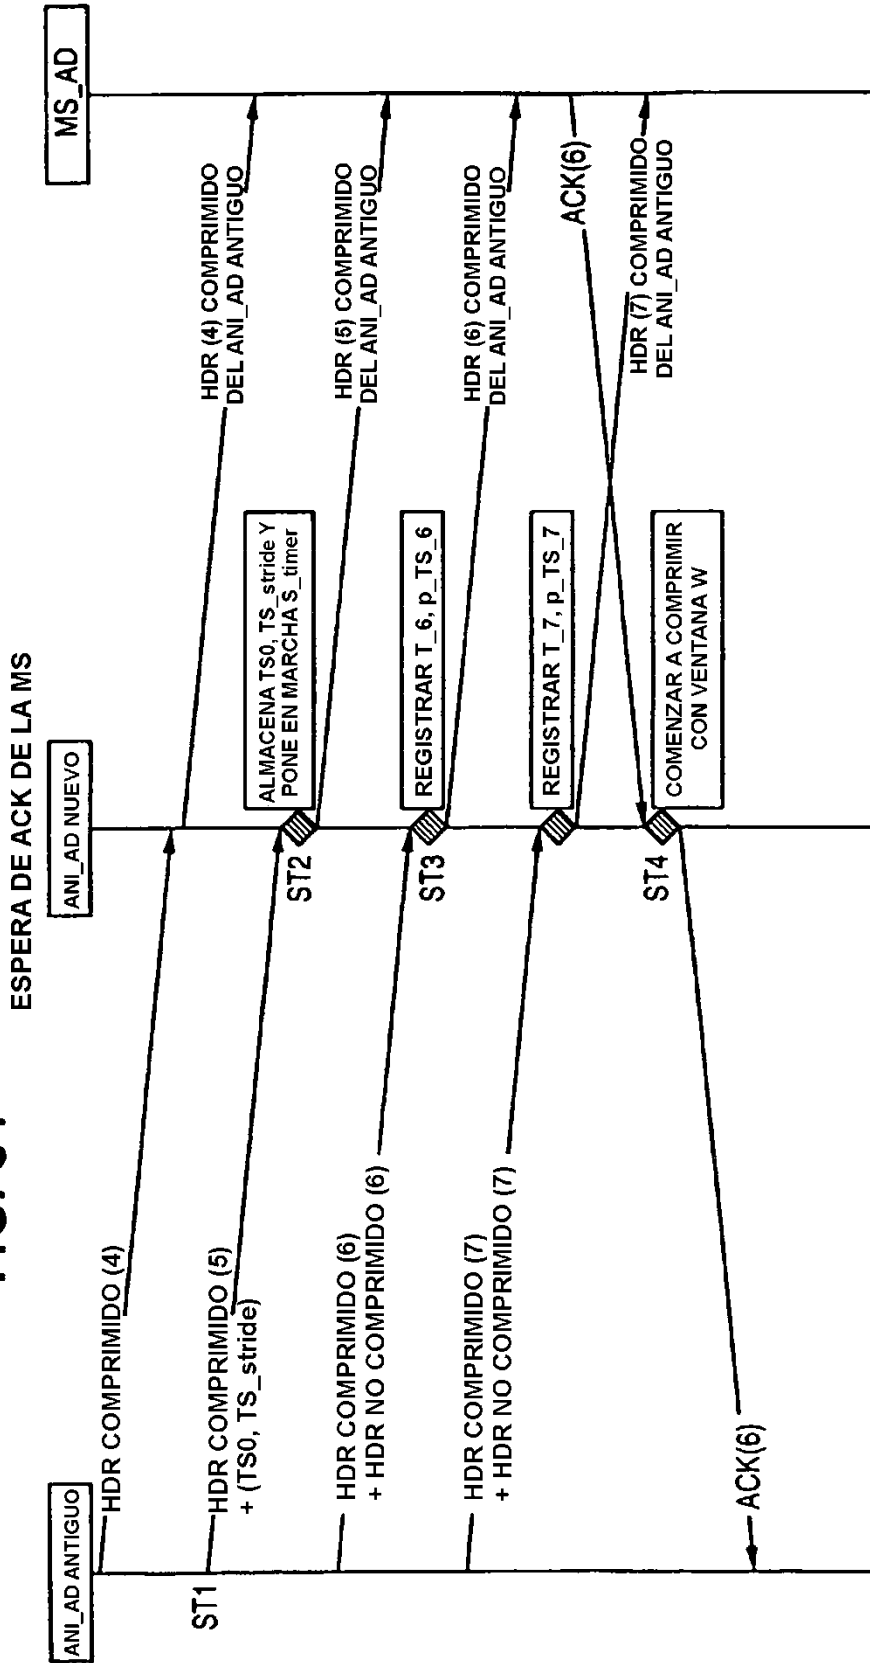 ESPERA DE ACK DE LA MS
ANI_AD ANTIGUO
ANI_AD NUEVO
MS_AD
HDR COMPRIMIDO (4)
HDR (4) COMPRIMIDO
DEL ANI_AD ANTIGUO
ST1
HDR COMPRIMIDO (5)
+ (TS0, TS_stride)
ST2
ALMACENA TS0, TS_stride Y
PONE EN MARCHA S_timer
HDR (5) COMPRIMIDO
DEL ANI_AD ANTIGUO
HDR COMPRIMIDO (6)
+ HDR NO COMPRIMIDO (6)
ST3
REGISTRAR T_6, p_TS_6
HDR (6) COMPRIMIDO
DEL ANI_AD ANTIGUO
HDR COMPRIMIDO (7)
+ HDR NO COMPRIMIDO (7)
REGISTRAR T_7, p_TS_7
ACK(6)
HDR (7) COMPRIMIDO
DEL ANI_AD ANTIGUO
ST4
COMENZAR A COMPRIMIR
CON VENTANA W
ACK(6)